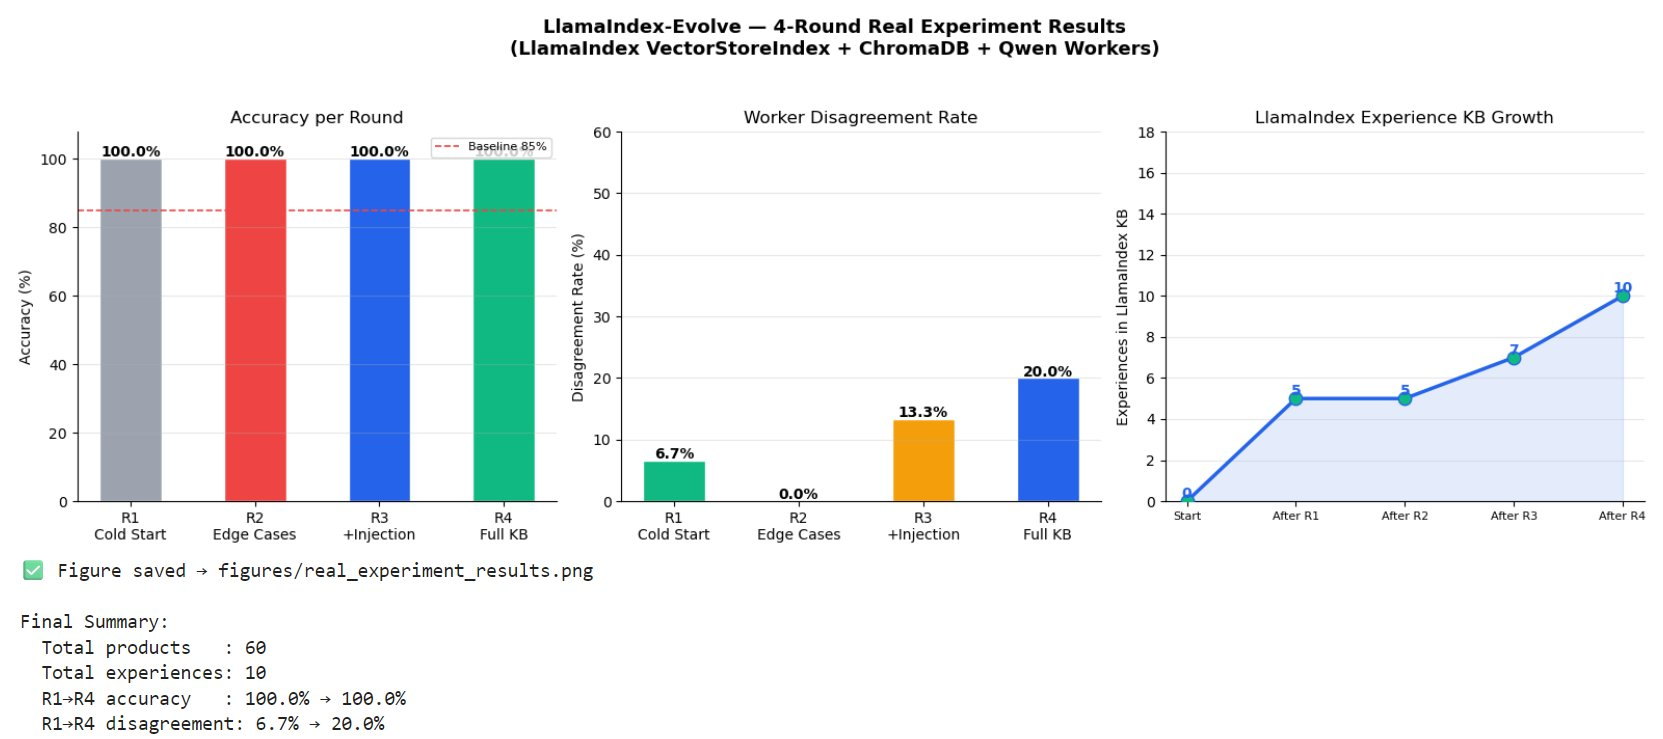 LlamaIndex-Evolve — 4-Round Real Experiment Results
(LlamaIndex VectorStoreIndex + ChromaDB + Qwen Workers)
Accuracy per Round
Accuracy (%)
100
80
60
40
20
0
100.0%
100.0%
100.0%
100.0%
Baseline 85%
R1
Cold Start
R2
Edge Cases
R3
+Injection
R4
Full KB
Worker Disagreement Rate
Disagreement Rate (%)
60
50
40
30
20
10
0
6.7%
0.0%
13.3%
20.0%
R1
Cold Start
R2
Edge Cases
R3
+Injection
R4
Full KB
LlamaIndex Experience KB Growth
Experiences in LlamaIndex KB
18
16
14
12
10
8
6
4
2
0
0
5
5
7
10
Start
After R1
After R2
After R3
After R4
✅ Figure saved → figures/real_experiment_results.png
Final Summary:
Total products : 60
Total experiences: 10
R1→R4 accuracy : 100.0% → 100.0%
R1→R4 disagreement: 6.7% → 20.0%